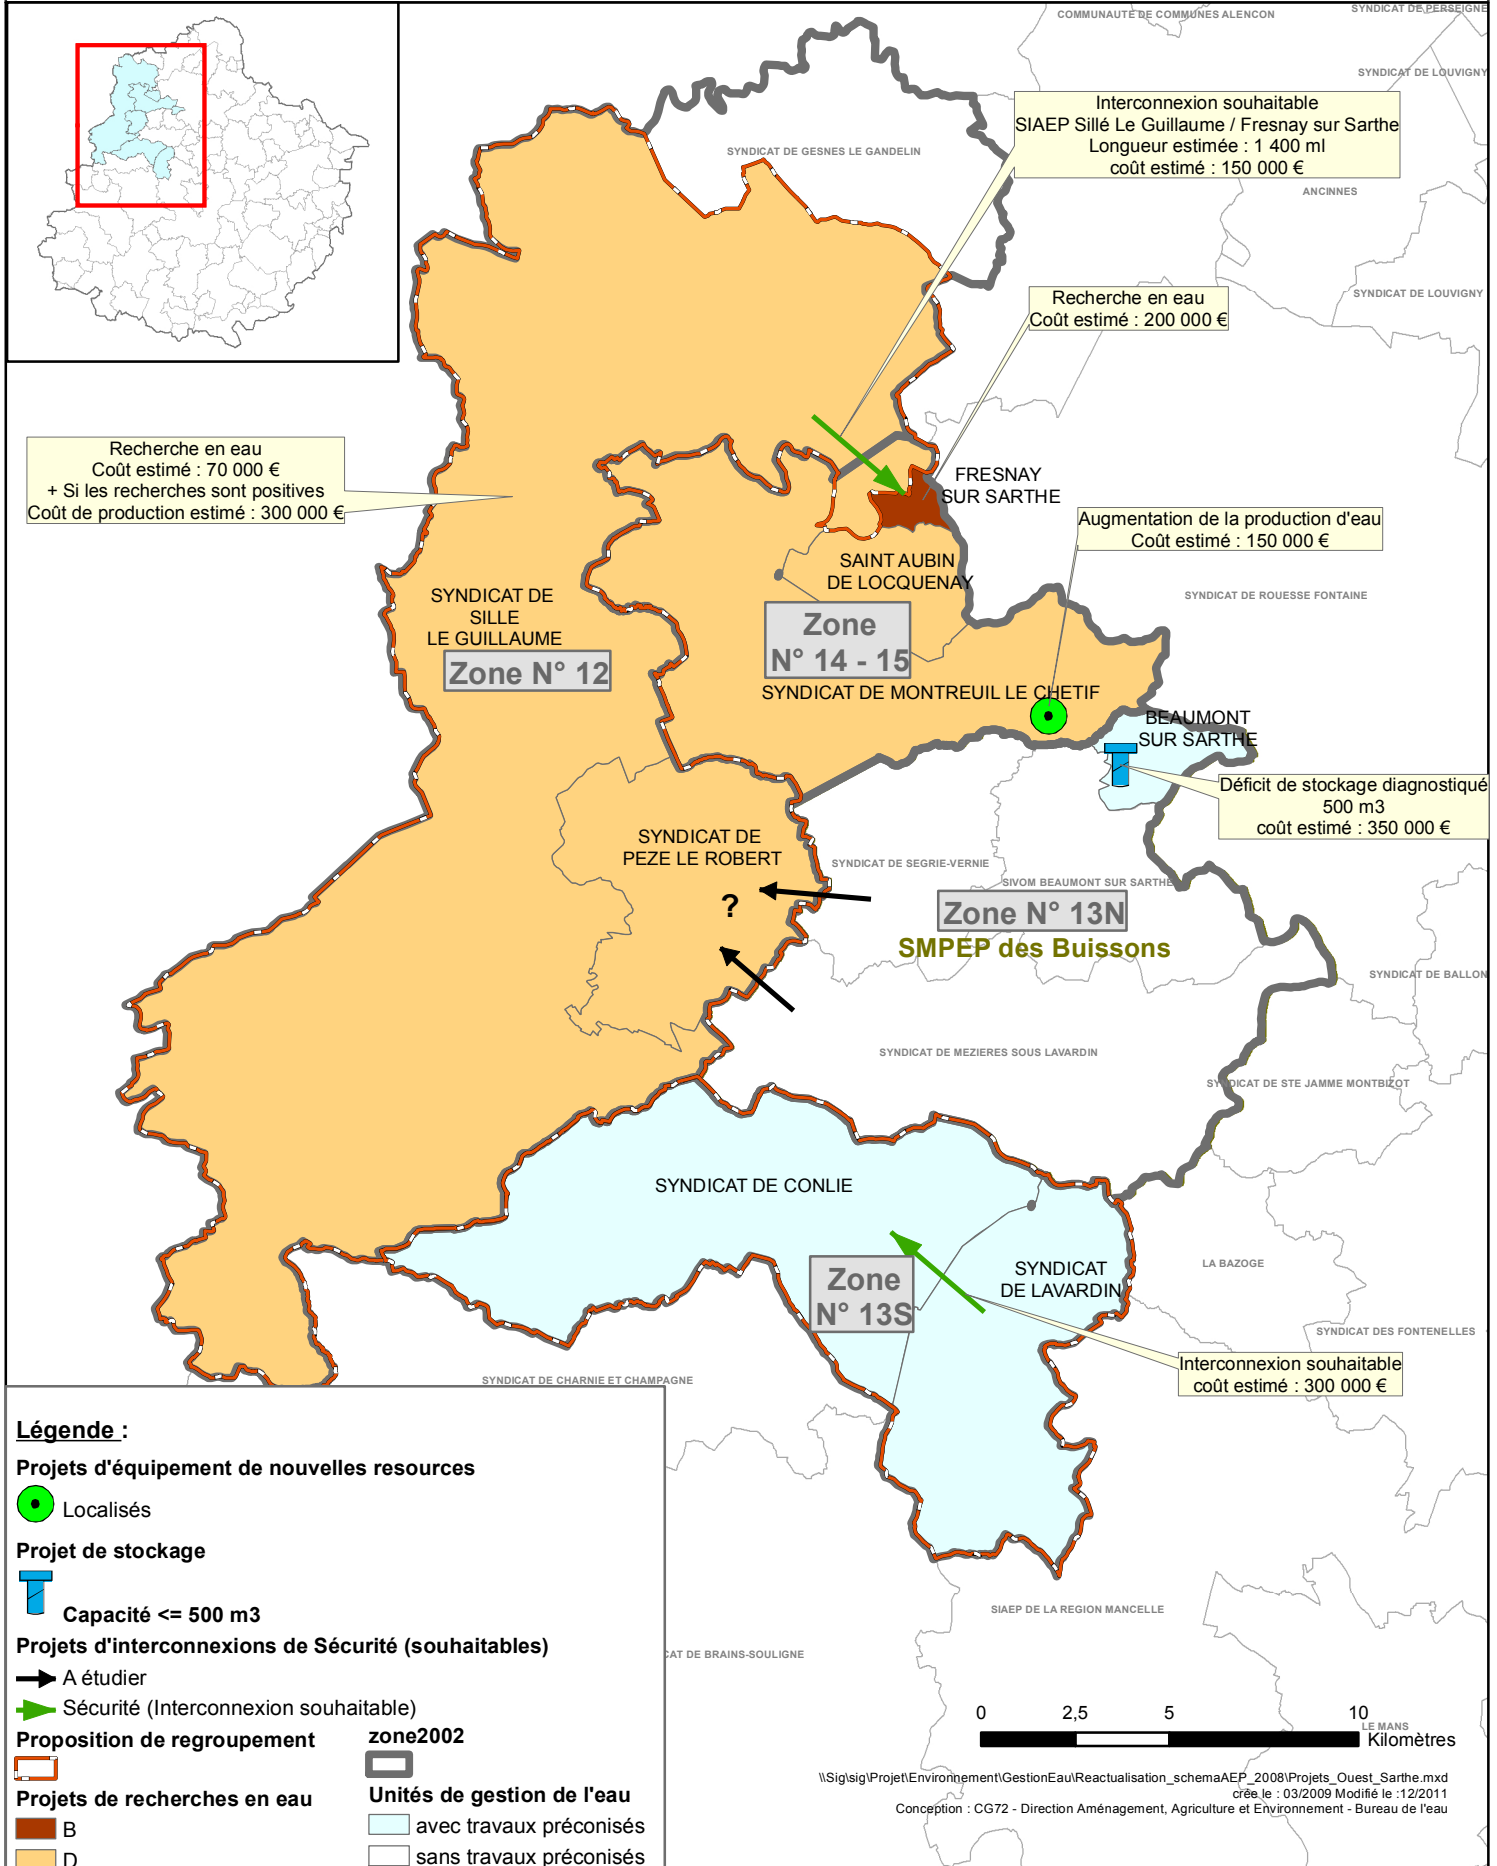 COMMUNAUTE DE COMMUNES ALENCON
SYNDICAT DE PERSEIGNE
SYNDICAT DE LOUVIGNY
Interconnexion souhaitable
SIAEP Sillé Le Guillaume / Fresnay sur Sarthe
Longueur estimée : 1 400 ml
coût estimé : 150 000 €
SYNDICAT DE GESNES LE GANDELIN
ANCINNES
Recherche en eau
Coût estimé : 200 000 €
SYNDICAT DE LOUVIGNY
Recherche en eau
Coût estimé : 70 000 €
+ Si les recherches sont positives
Coût de production estimé : 300 000 €
FRESNAY
SUR SARTHE
Augmentation de la production d'eau
Coût estimé : 150 000 €
SAINT AUBIN
DE LOCQUENAY
SYNDICAT DE
SILLE
LE GUILLAUME
Zone N° 12
SYNDICAT DE ROUESSE FONTAINE
Zone
N° 14 - 15
SYNDICAT DE MONTREUIL LE CHETIF
BEAUMONT
SUR SARTHE
Déficit de stockage diagnostiqué
500 m3
coût estimé : 350 000 €
SYNDICAT DE
PEZE LE ROBERT
?
SYNDICAT DE SEGRIE-VERNIE
SIVOM BEAUMONT SUR SARTHE
Zone N° 13N
SMPEP des Buissons
SYNDICAT DE BALLON
SYNDICAT DE MEZIERES SOUS LAVARDIN
SYNDICAT DE STE JAMME MONTBIZOT
SYNDICAT DE CONLIE
Zone
N° 13S
SYNDICAT
DE LAVARDIN
LA BAZOGE
SYNDICAT DES FONTENELLES
Interconnexion souhaitable
coût estimé : 300 000 €
SYNDICAT DE CHARNIE ET CHAMPAGNE
SIAEP DE LA REGION MANCELLE
CAT DE BRAINS-SOULIGNE
Légende :
Projets d'équipement de nouvelles resources
Localisés
Projet de stockage
Capacité <= 500 m3
Projets d'interconnexions de Sécurité (souhaitables)
A étudier
Sécurité (Interconnexion souhaitable)
Proposition de regroupement
zone2002
Projets de recherches en eau
B
D
Unités de gestion de l'eau
avec travaux préconisés
sans travaux préconisés
0 2,5 5 10
Kilomètres
LE MANS
\\Sig\sig\Projet\Environnement\GestionEau\Reactualisation_schemaAEP_2008\Projets_Ouest_Sarthe.mxd
crée le : 03/2009 Modifié le :12/2011
Conception : CG72 - Direction Aménagement, Agriculture et Environnement - Bureau de l'eau